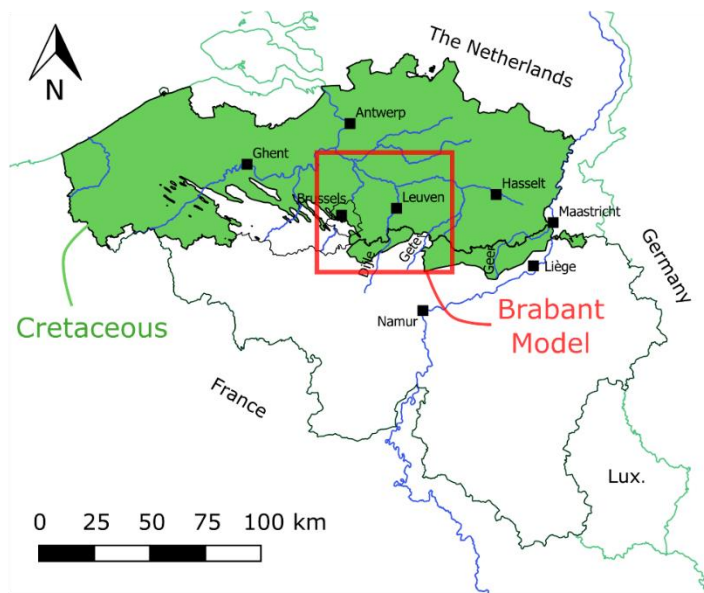 The Netherlands
N
Antwerp
Ghent
Brussels
Leuven
Hasselt
Maastricht
Dijle
Gete
Geer
Liège
Germany
Cretaceous
Namur
Brabant
Model
France
Lux.
0 25 50 75 100 km